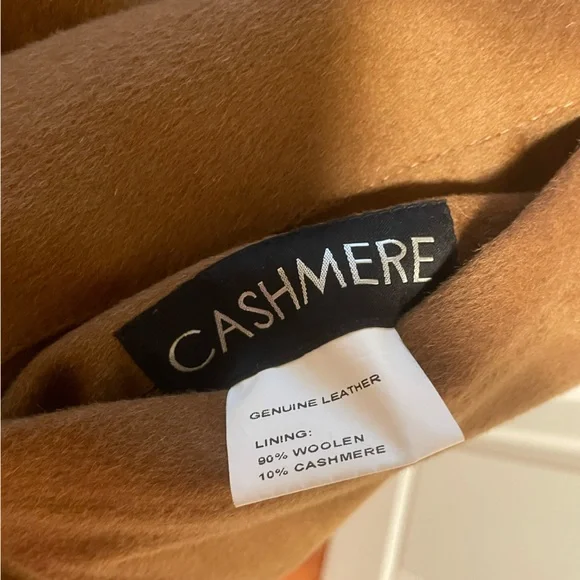 CASHMERE
GENUINE LEATHER
LINING:
90% WOOLEN
10% CASHMERE